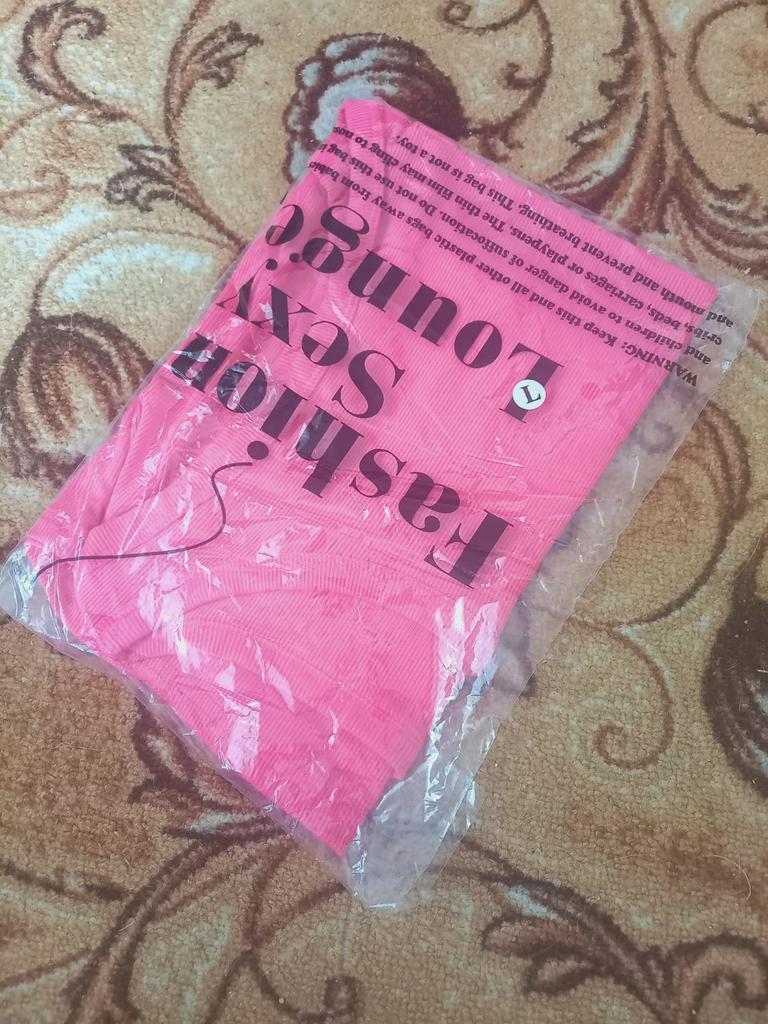 Fashion
Sexy
Lounge
L
WARNING: Keep this and all other plastic bags away from babies
and children to avoid danger of suffocation. Do not use this bag in
cribs, beds, carriages or playpens. The thin film may cling to nose
and mouth and prevent breathing. This bag is not a toy.